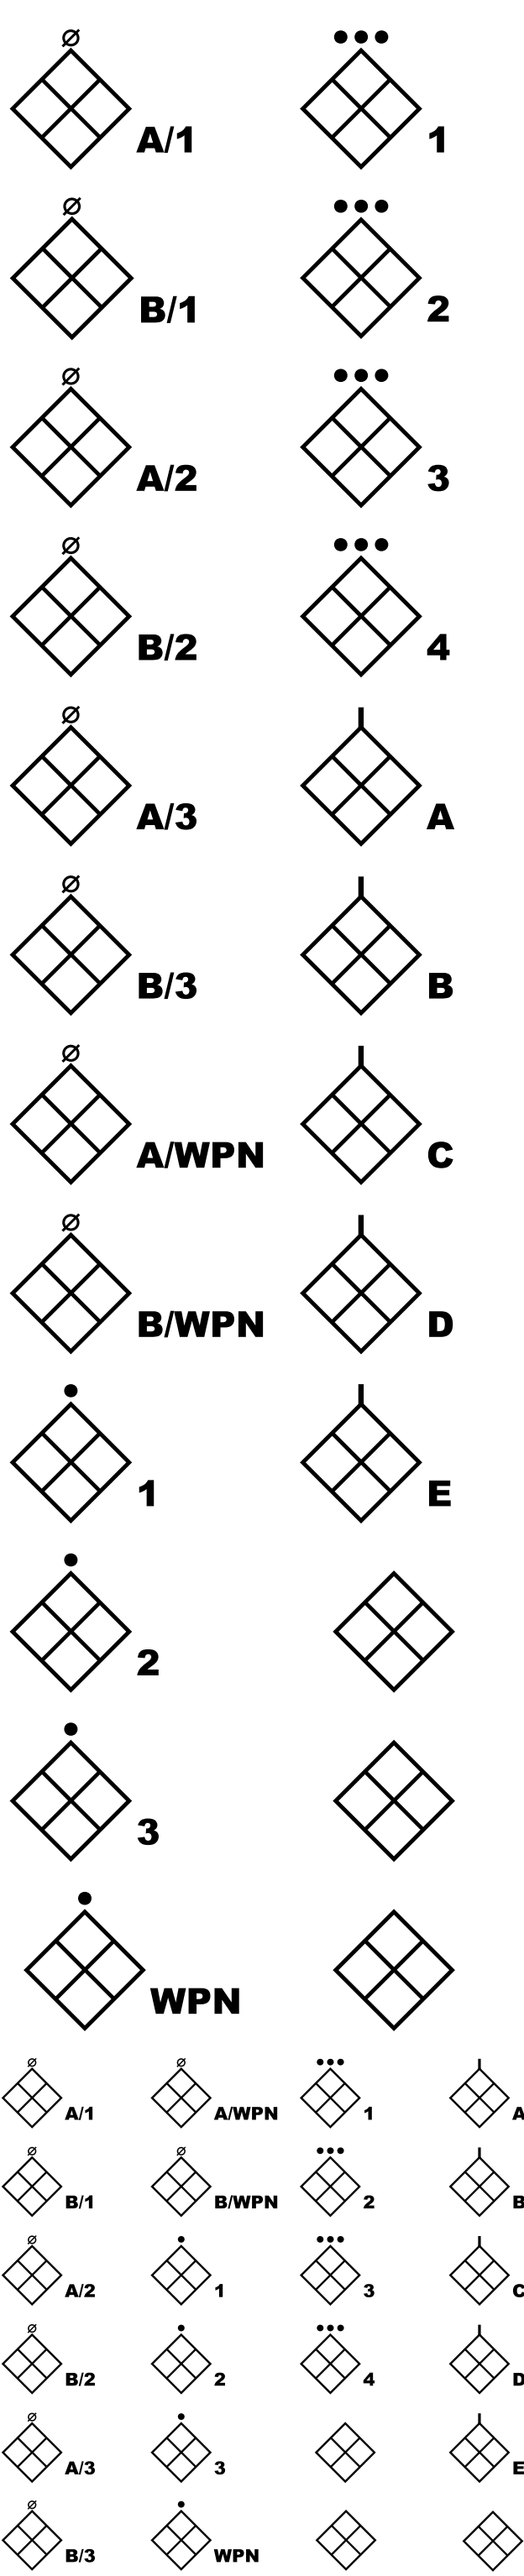 A/1 1
B/1 2
A/2 3
B/2 4
A/3 A
B/3 B
A/WPN C
B/WPN D
1 E
2
3
WPN
A/1 A/WPN 1 A
B/1 B/WPN 2 B
A/2 1 3 C
B/2 2 4 D
A/3 3 E
B/3 WPN